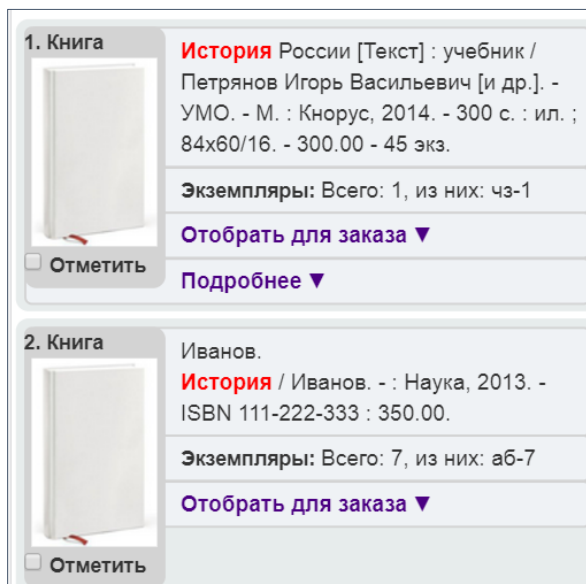 1. Книга
История России [Текст] : учебник /
Петрянов Игорь Васильевич [и др.]. -
УМО. - М. : Кнорус, 2014. - 300 с. : ил. ;
84x60/16. - 300.00 - 45 экз.
Экземпляры: Всего: 1, из них: чз-1
Отобрать для заказа ▼
Отметить
Подробнее ▼
2. Книга
Иванов.
История / Иванов. - : Наука, 2013. -
ISBN 111-222-333 : 350.00.
Экземпляры: Всего: 7, из них: аб-7
Отобрать для заказа ▼
Отметить